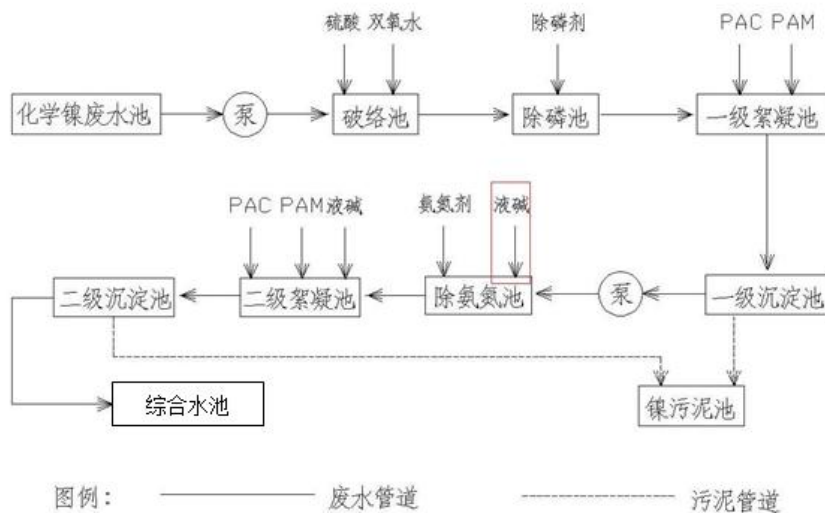 硫酸 双氧水
除磷剂
PAC PAM
化学镍废水池
泵
破络池
除磷池
一级絮凝池
PAC PAM液碱
氨氮剂
液碱
二级沉淀池
二级絮凝池
除氨氮池
泵
一级沉淀池
综合水池
镍污泥池
图例:
废水管道
污泥管道